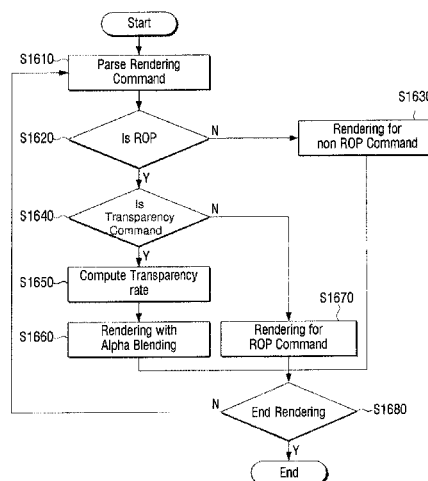 Start
S1610
Parse Rendering
Command
S1630
S1620
Is ROP
N
Rendering for
non ROP Command
Y
S1640
Is
Transparency
Command
N
Y
S1650
Compute Transparency
rate
S1670
S1660
Rendering with
Alpha Blending
Rendering for
ROP Command
N
End Rendering
S1680
Y
End